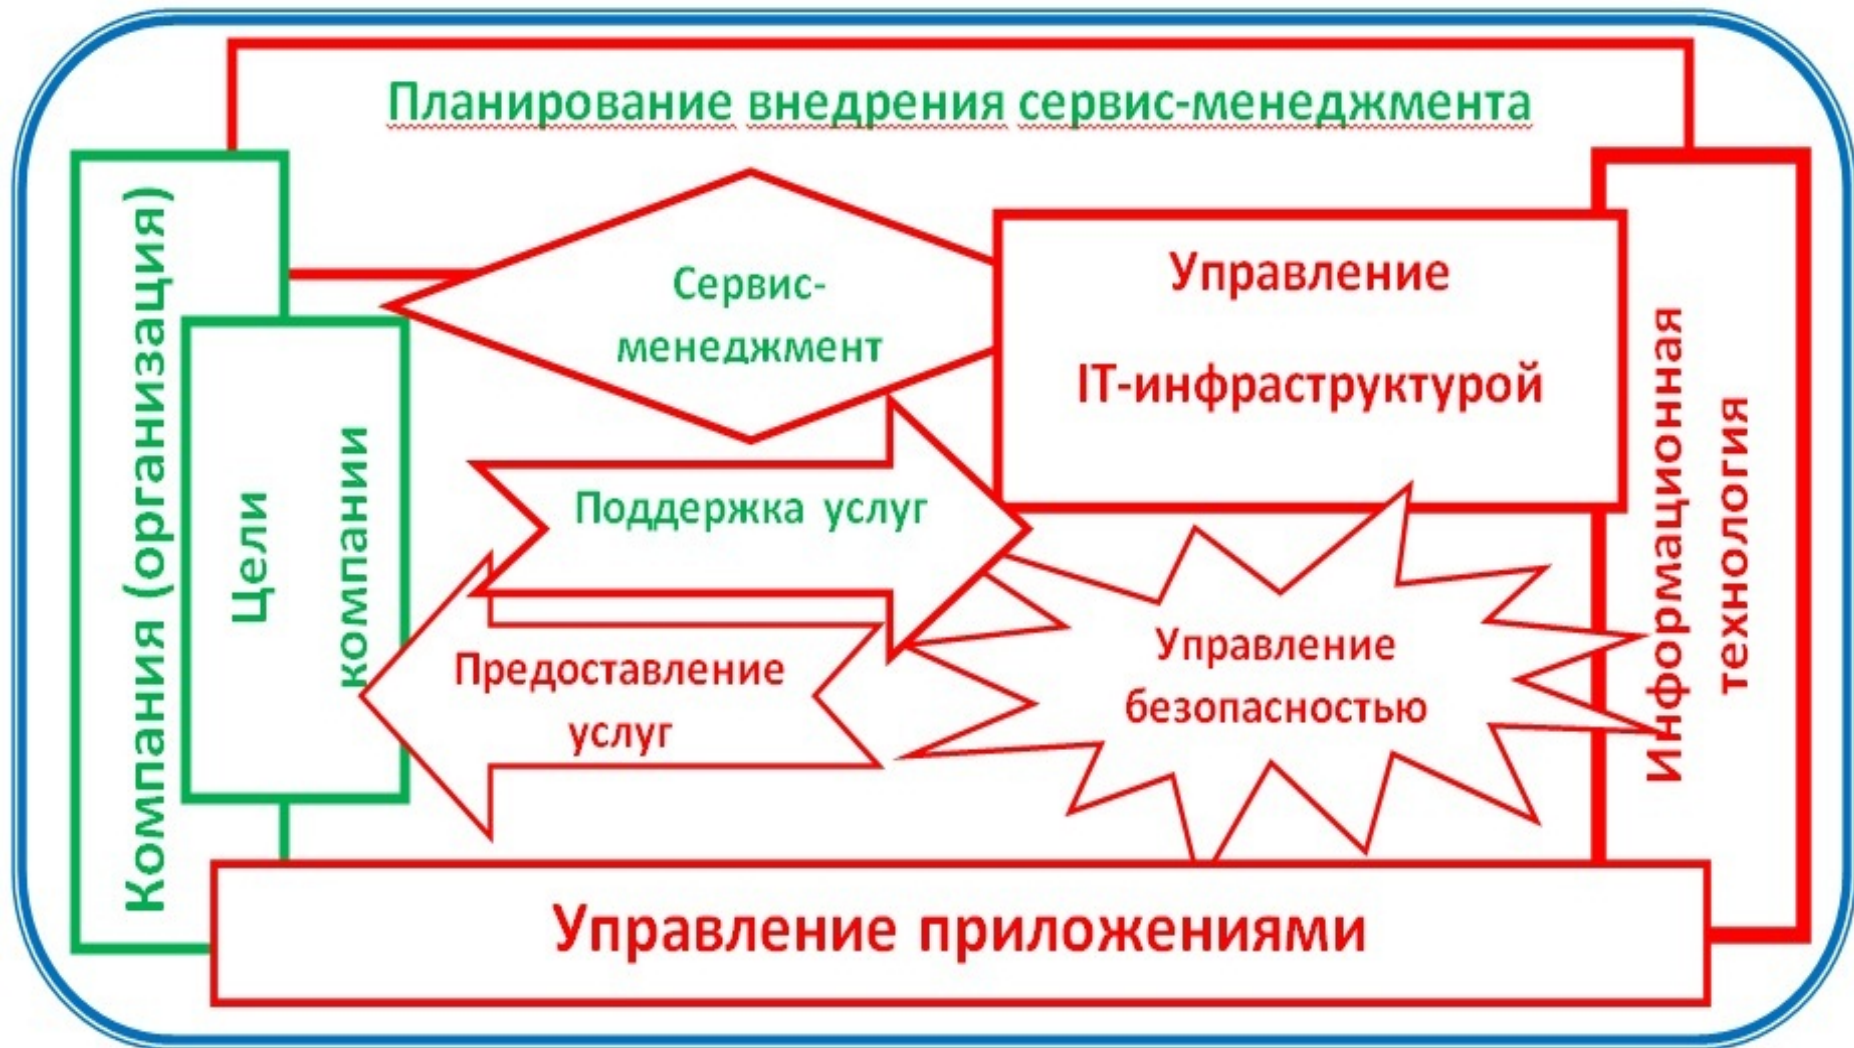 Планирование внедрения сервис-менеджмента
Компания (организация)
Цели
компании
Сервис-
менеджмент
Управление
IT-инфраструктурой
Поддержка услуг
Предоставление
услуг
Управление
безопасностью
Информационная
технология
Управление приложениями